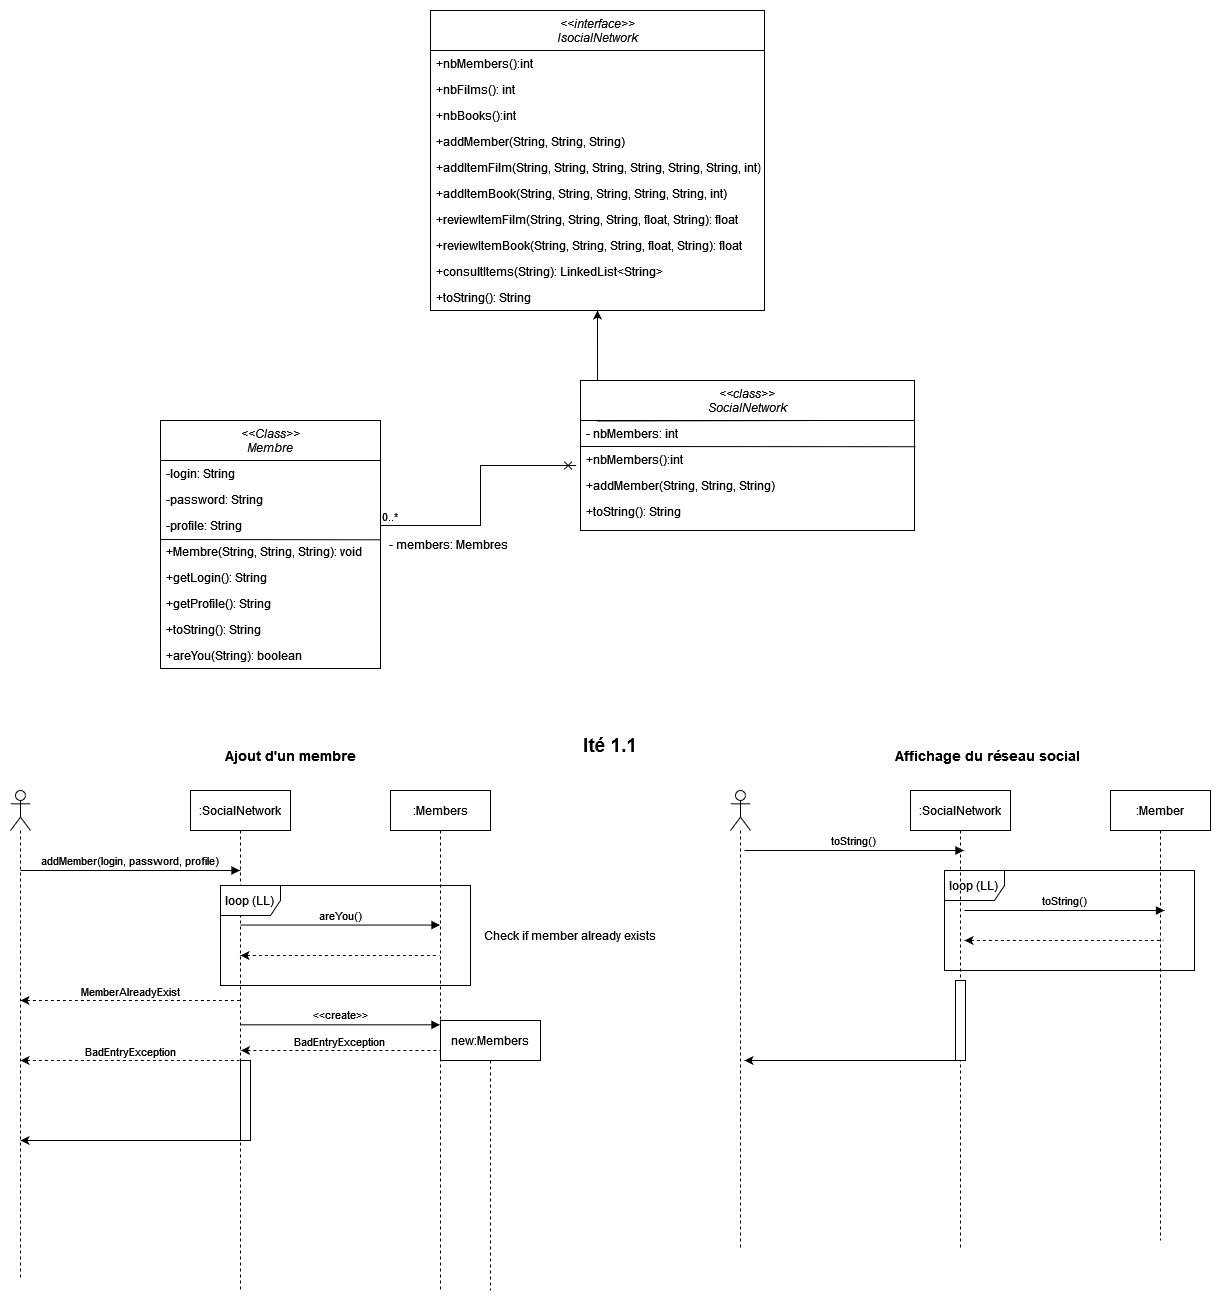 <<interface>>
IsocialNetwork
+nbMembers():int
+nbFilms(): int
+nbBooks():int
+addMember(String, String, String)
+addItemFilm(String, String, String, String, String, String, int)
+addItemBook(String, String, String, String, String, int)
+reviewItemFilm(String, String, String, float, String): float
+reviewItemBook(String, String, String, float, String): float
+consultItems(String): LinkedList<String>
+toString(): String
<<class>>
SocialNetwork
- nbMembers: int
+nbMembers():int
+addMember(String, String, String)
+toString(): String
<<Class>>
Membre
-login: String
-password: String
-profile: String
+Membre(String, String, String): void
+getLogin(): String
+getProfile(): String
+toString(): String
+areYou(String): boolean
0..*
- members: Membres
Ité 1.1
Ajout d'un membre
:SocialNetwork
:Members
addMember(login, password, profile)
loop (LL)
areYou()
Check if member already exists
MemberAlreadyExist
<<create>>
new:Members
BadEntryException
BadEntryException
Affichage du réseau social
:SocialNetwork
:Member
toString()
loop (LL)
toString()